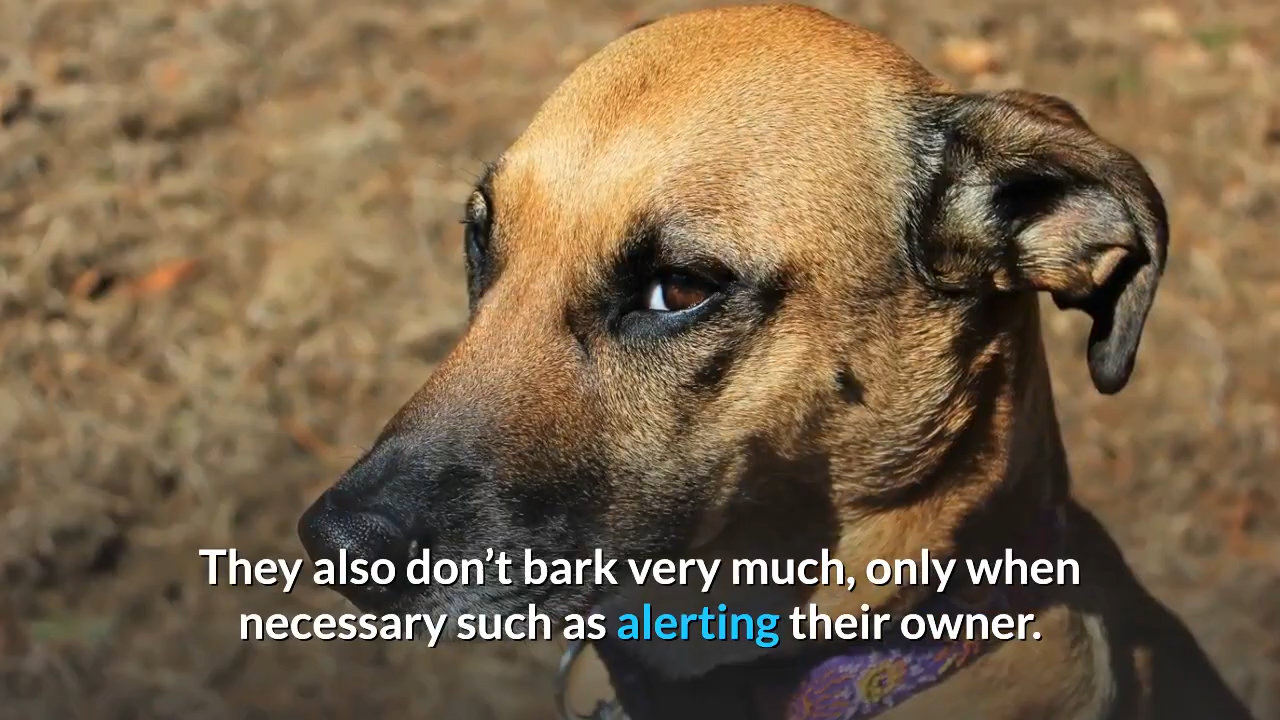 They also don’t bark very much, only when
necessary such as alerting their owner.